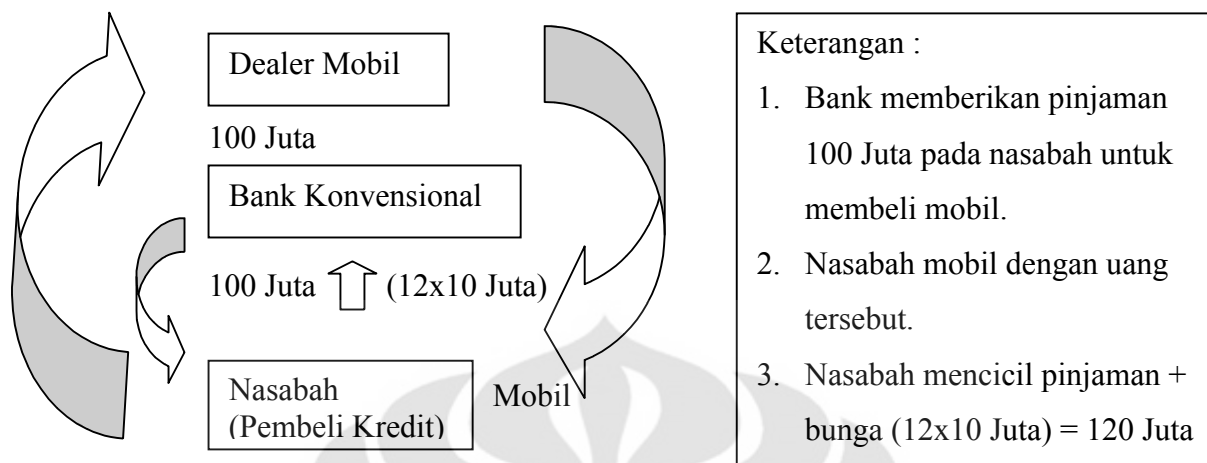 Dealer Mobil
100 Juta
Bank Konvensional
100 Juta (12x10 Juta)
Nasabah
(Pembeli Kredit)
Mobil
Keterangan :
1. Bank memberikan pinjaman
100 Juta pada nasabah untuk
membeli mobil.
2. Nasabah mobil dengan uang
tersebut.
3. Nasabah mencicil pinjaman +
bunga (12x10 Juta) = 120 Juta